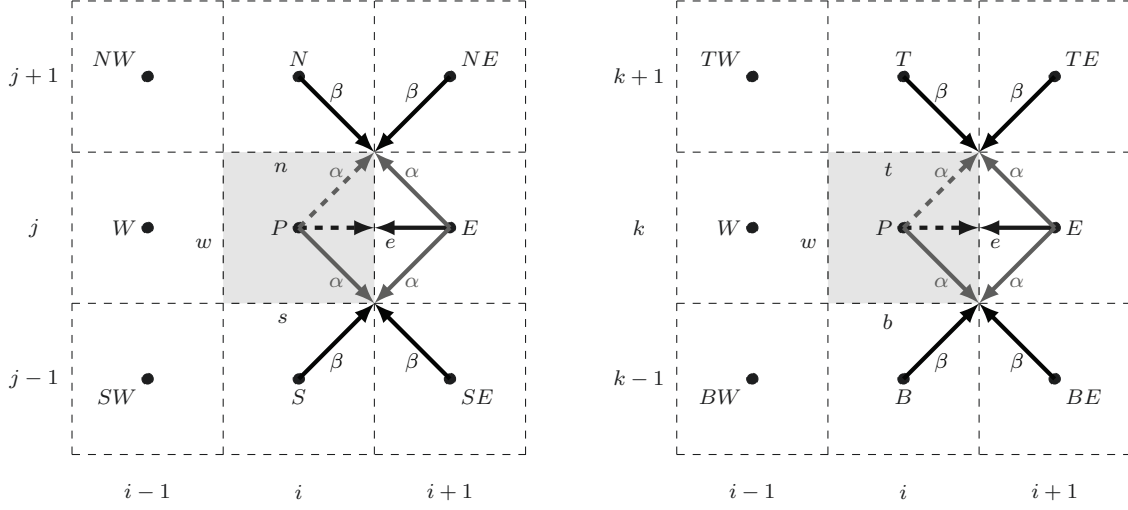 NW N NE TW T TE
j + 1 β β k + 1 β β
n α α t α α
j W w P e E k W w P e E
α α α α
s b
β β β β
j − 1 k − 1
SW S SE BW B BE
i − 1 i i + 1 i − 1 i i + 1